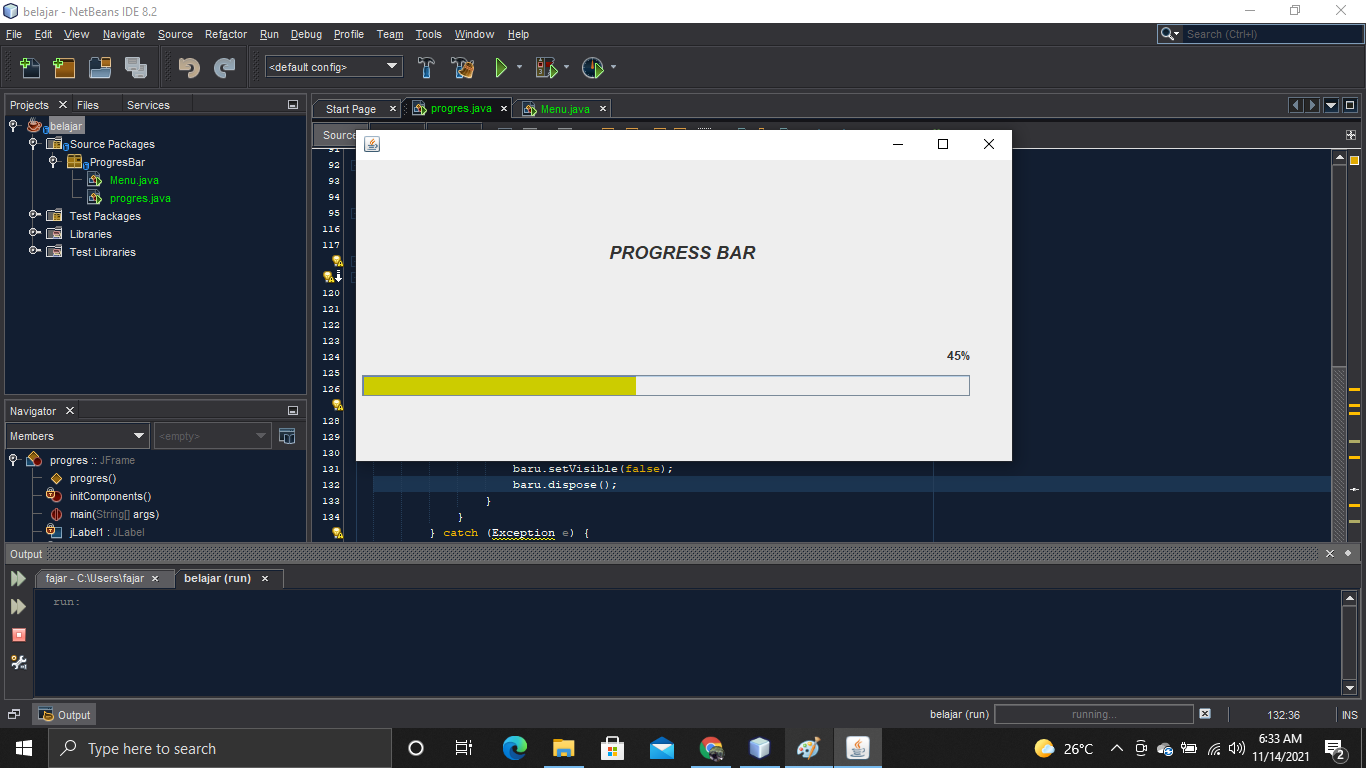 belajar - NetBeans IDE 8.2
File Edit View Navigate Source Refactor Run Debug Profile Team Tools Window Help
Search (Ctrl+I)
<default config>
Projects Files Services
Start Page progres.java Menu.java
belajar
Source Packages
ProgresBar
Menu.java
progres.java
Test Packages
Libraries
Test Libraries
Source
91
92
93
94
95
116
117
120
121
122
123
124
125
126
128
129
130
131 baru.setVisible(false);
132 baru.dispose();
133 }
134 }
} catch (Exception e) {
PROGRESS BAR
45%
Navigator
Members <empty>
progres :: JFrame
progres()
initComponents()
main(String[] args)
jLabel1 : JLabel
Output
fajar - C:\Users\fajar belajar (run)
run:
Output
belajar (run) running... 132:36 INS
Type here to search
26°C
6:33 AM
11/14/2021
2